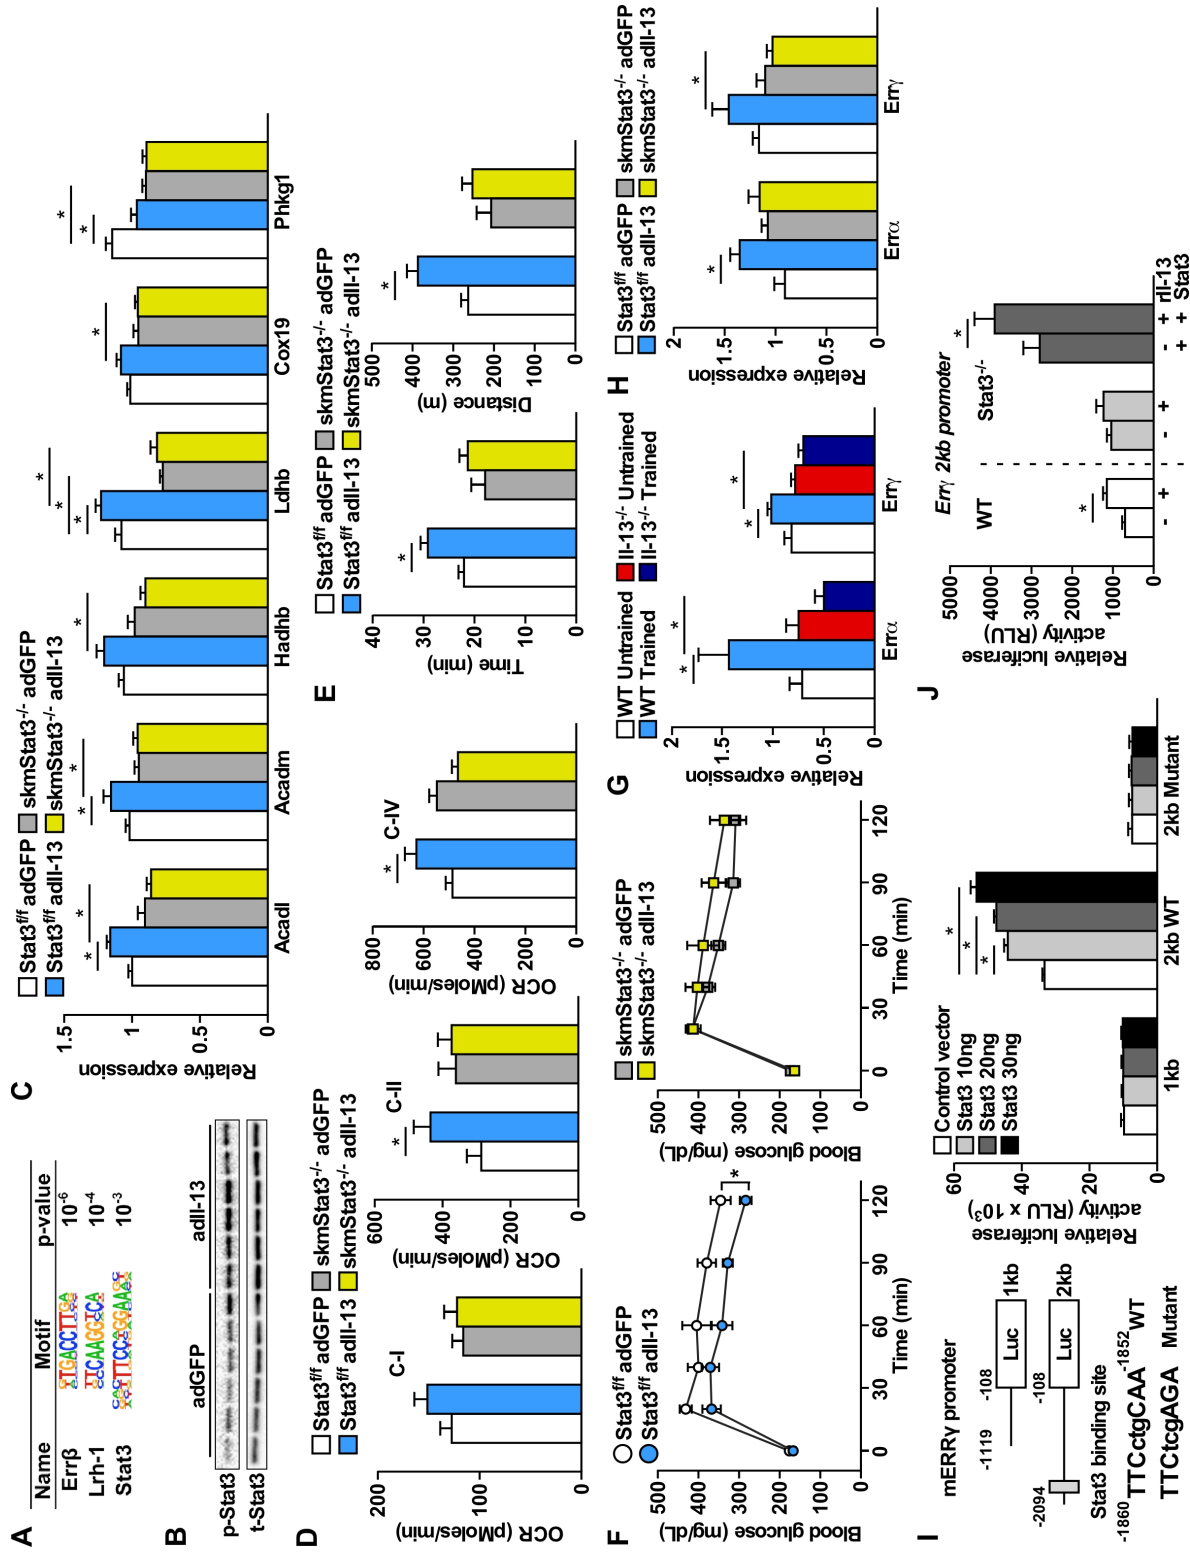 A
Name Motif p-value
Errβ TGACCTTGA 10-6
Lrh-1 TCAAGGTCA 10-4
Stat3 CTTCCGGAA 10-3
B
adGFP adIl-13
p-Stat3
t-Stat3
C
Stat3f/f adGFP skmStat3-/- adGFP
Stat3f/f adIl-13 skmStat3-/- adIl-13
Relative expression
1.5
1
0.5
0
* * * * * * * * * * *
Acadl Acadm Hadhb Ldhb Cox19 Phkg1
D
Stat3f/f adGFP skmStat3-/- adGFP
Stat3f/f adIl-13 skmStat3-/- adIl-13
C-I
OCR (pMoles/min)
200
100
0
C-II
OCR (pMoles/min)
600
400
200
0
*
C-IV
OCR (pMoles/min)
800
600
400
200
0
*
E
Stat3f/f adGFP skmStat3-/- adGFP
Stat3f/f adIl-13 skmStat3-/- adIl-13
Time (min)
40
30
20
10
0
*
Distance (m)
500
400
300
200
100
0
*
F
Stat3f/f adGFP
Stat3f/f adIl-13
Blood glucose (mg/dL)
500
400
300
200
100
0
*
0 30 60 90 120
Time (min)
skmStat3-/- adGFP
skmStat3-/- adIl-13
Blood glucose (mg/dL)
500
400
300
200
100
0
0 30 60 90 120
Time (min)
G
WT Untrained Il-13-/- Untrained
WT Trained Il-13-/- Trained
Relative expression
2
1
0.5
0
* * * *
Errα Errγ
H
Stat3f/f adGFP skmStat3-/- adGFP
Stat3f/f adIl-13 skmStat3-/- adIl-13
Relative expression
2
1.5
1
0.5
0
* *
Errα Errγ
I
mERRγ promoter
-1119 -108 Luc 1kb
-2094 -108 Luc 2kb
Stat3 binding site
-1860TTCctgCAA-1852 WT
TTCtcgAGA Mutant
Control vector
Stat3 10ng
Stat3 20ng
Stat3 30ng
Relative luciferase
activity (RLU x 103)
60
40
20
0
* * *
1kb 2kb WT 2kb Mutant
J
Errγ 2kb promoter
WT Stat3-/-
Relative luciferase
activity (RLU)
5000
4000
3000
2000
1000
0
* *
- + - + - + rIl-13
+ + Stat3